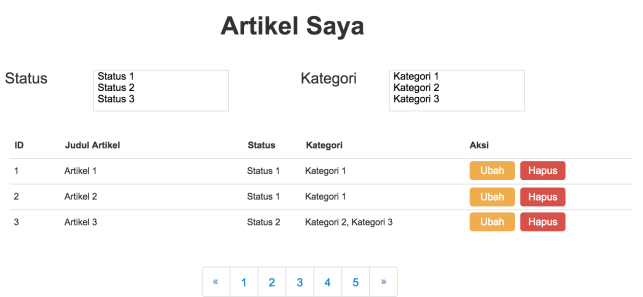 Artikel Saya
Status
Status 1
Status 2
Status 3
Kategori
Kategori 1
Kategori 2
Kategori 3
ID Judul Artikel Status Kategori Aksi
1 Artikel 1 Status 1 Kategori 1 Ubah Hapus
2 Artikel 2 Status 1 Kategori 1 Ubah Hapus
3 Artikel 3 Status 2 Kategori 2, Kategori 3 Ubah Hapus
« 1 2 3 4 5 »